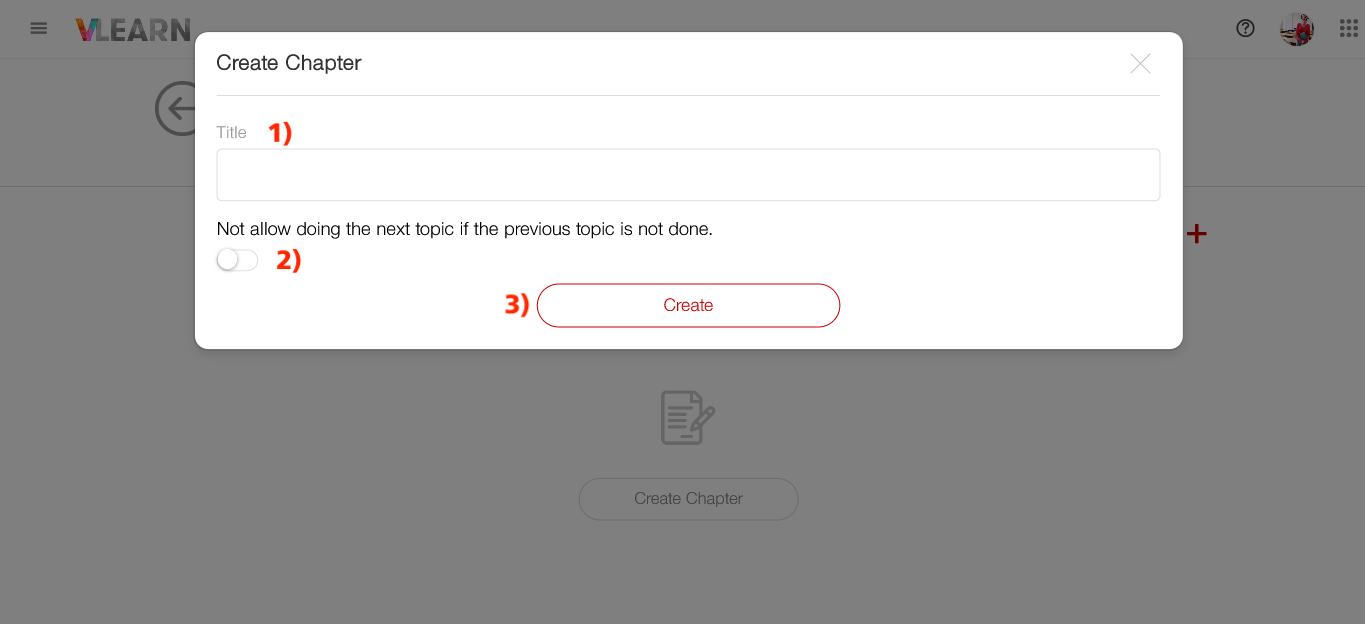 VLEARN
Create Chapter
Title 1)
Not allow doing the next topic if the previous topic is not done.
2)
3) Create
Create Chapter